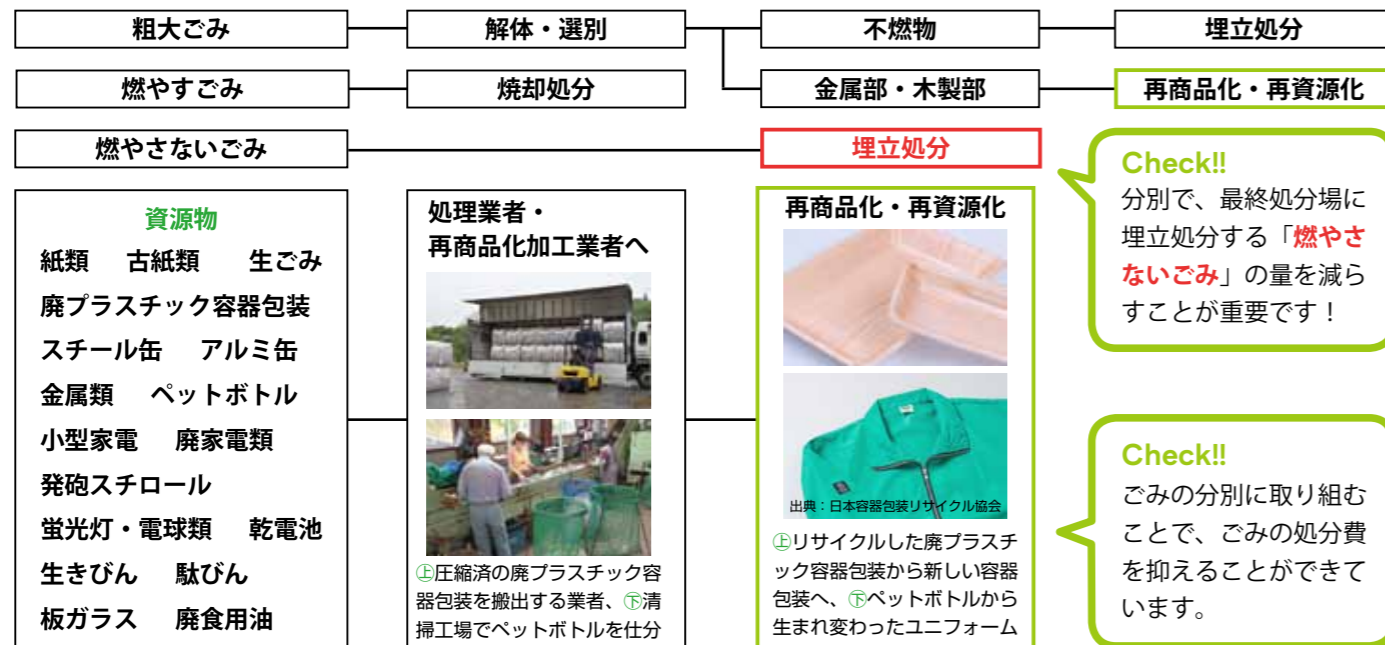 粗大ごみ
解体・選別
不燃物
埋立処分
燃やすごみ
焼却処分
金属部・木製部
再商品化・再資源化
燃やさないごみ
埋立処分
資源物
紙類 古紙類 生ごみ
廃プラスチック容器包装
スチール缶 アルミ缶
金属類 ペットボトル
小型家電 廃家電類
発砲スチロール
蛍光灯・電球類 乾電池
生きびん 駄びん
板ガラス 廃食用油
処理業者・
再商品化加工業者へ
㊤圧縮済の廃プラスチック容
器包装を搬出する業者、㊦清
掃工場でペットボトルを仕分
再商品化・再資源化
出典：日本容器包装リサイクル協会
㊤リサイクルした廃プラスチ
ック容器包装から新しい容器
包装へ、㊦ペットボトルから
生まれ変わったユニフォーム
Check!!
分別で、最終処分場に
埋立処分する「燃やさ
ないごみ」の量を減ら
すことが重要です！
Check!!
ごみの分別に取り組む
ことで、ごみの処分費
を抑えることができて
います。